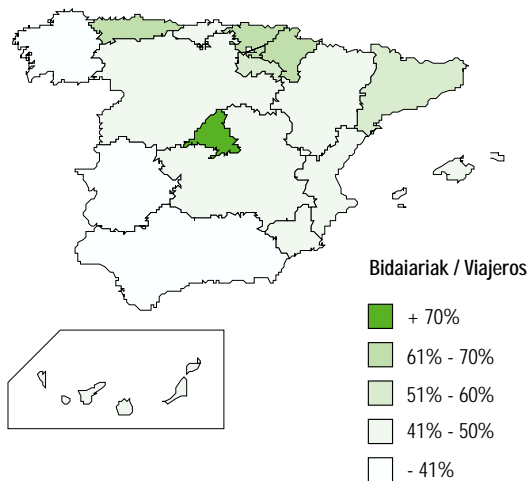 Bidaiariak / Viajeros
+ 70%
61% - 70%
51% - 60%
41% - 50%
- 41%